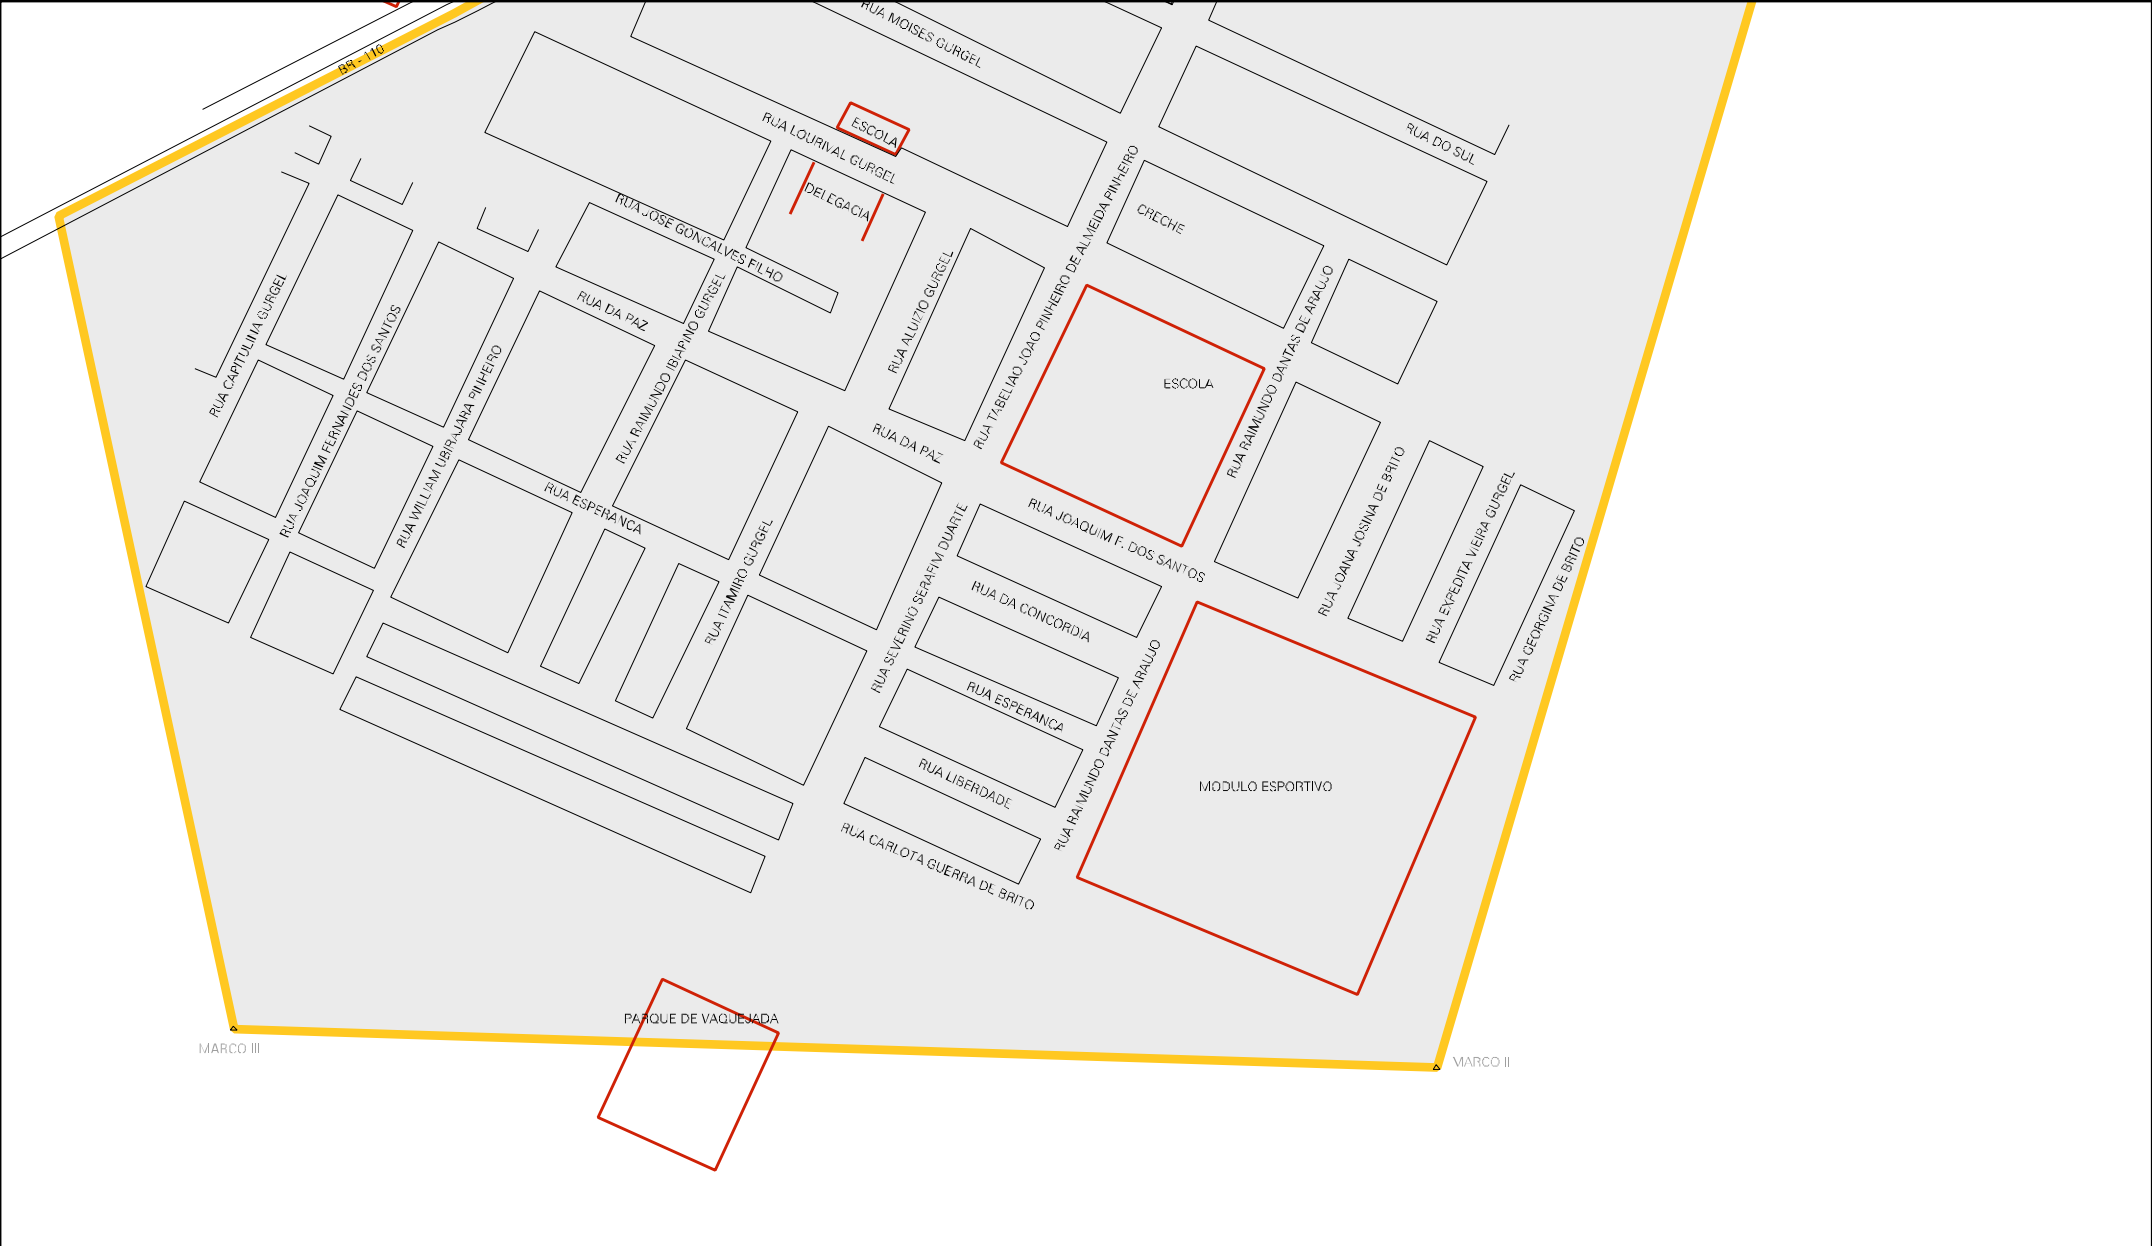 RUA MOISES GURGEL
BR - 110
RUA LOURIVAL GURGEL
ESCOLA
RUA DO SUL
DELEGACIA
CRECHE
RUA JOSE GONCALVES FILHO
RUA DA PAZ
RUA CAPITULINA GURGEL
RUA JOAQUIM FERNANDES DOS SANTOS
RUA WILLIAM UBIRAJARA PINHEIRO
RUA RAIMUNDO IBIAPINO GURGEL
RUA ALUIZIO GURGEL
RUA TABELIAO JOAO PINHEIRO DE ALMEIDA PINHEIRO
RUA RAIMUNDO DANTAS DE ARAUJO
ESCOLA
RUA DA PAZ
RUA ESPERANCA
RUA ITAMIRO GURGEL
RUA SEVERINO SERAFIM DUARTE
RUA JOAQUIM F. DOS SANTOS
RUA JOANA JOSINA DE BRITO
RUA EXPEDITA VIEIRA GURGEL
RUA GEORGINA DE BRITO
RUA DA CONCORDIA
RUA ESPERANCA
RUA RAIMUNDO DANTAS DE ARAUJO
RUA LIBERDADE
MODULO ESPORTIVO
RUA CARLOTA GUERRA DE BRITO
PARQUE DE VAQUEJADA
MARCO III
MARCO II